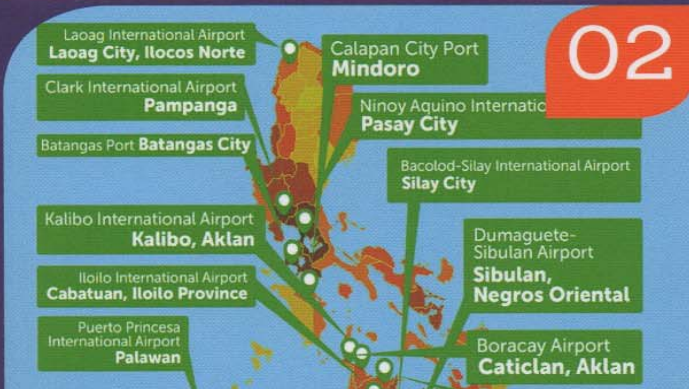 Laoag International Airport
Laoag City, Ilocos Norte
Calapan City Port
Mindoro
02
Clark International Airport
Pampanga
Ninoy Aquino Internatio
Pasay City
Batangas Port Batangas City
Bacolod-Silay International Airport
Silay City
Kalibo International Airport
Kalibo, Aklan
Dumaguete-
Sibulan Airport
Sibulan,
Negros Oriental
Iloilo International Airport
Cabatuan, Iloilo Province
Puerto Princesa
International Airport
Palawan
Boracay Airport
Caticlan, Aklan